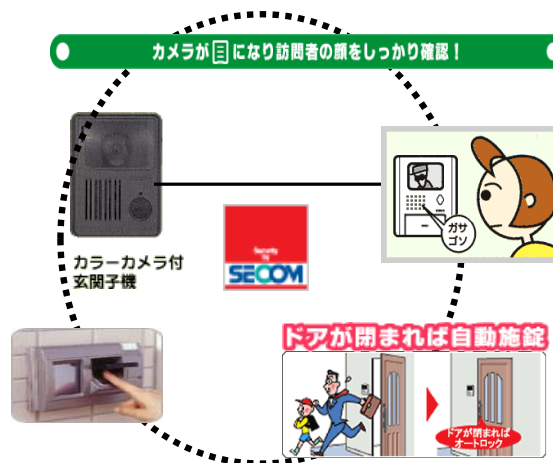 カメラが目になり訪問者の顔をしっかり確認！
ガサ
ゴソ
カラーカメラ付
玄関子機
Security
by
SECOM
ドアが閉まれば自動施錠
ドアが閉まれば
オートロック